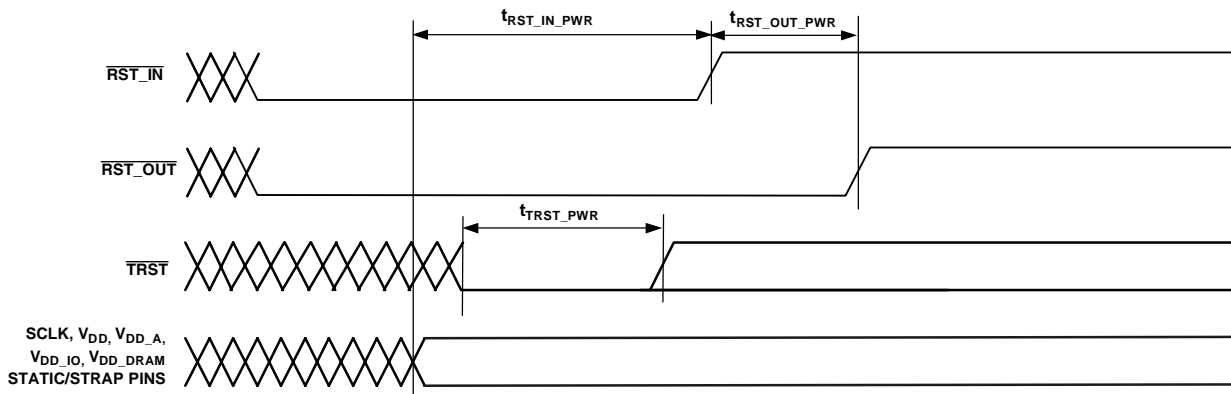 tRST_IN_PWR
tRST_OUT_PWR
RST_IN
RST_OUT
tTRST_PWR
TRST
SCLK, VDD, VDD_A,
VDD_IO, VDD_DRAM
STATIC/STRAP PINS